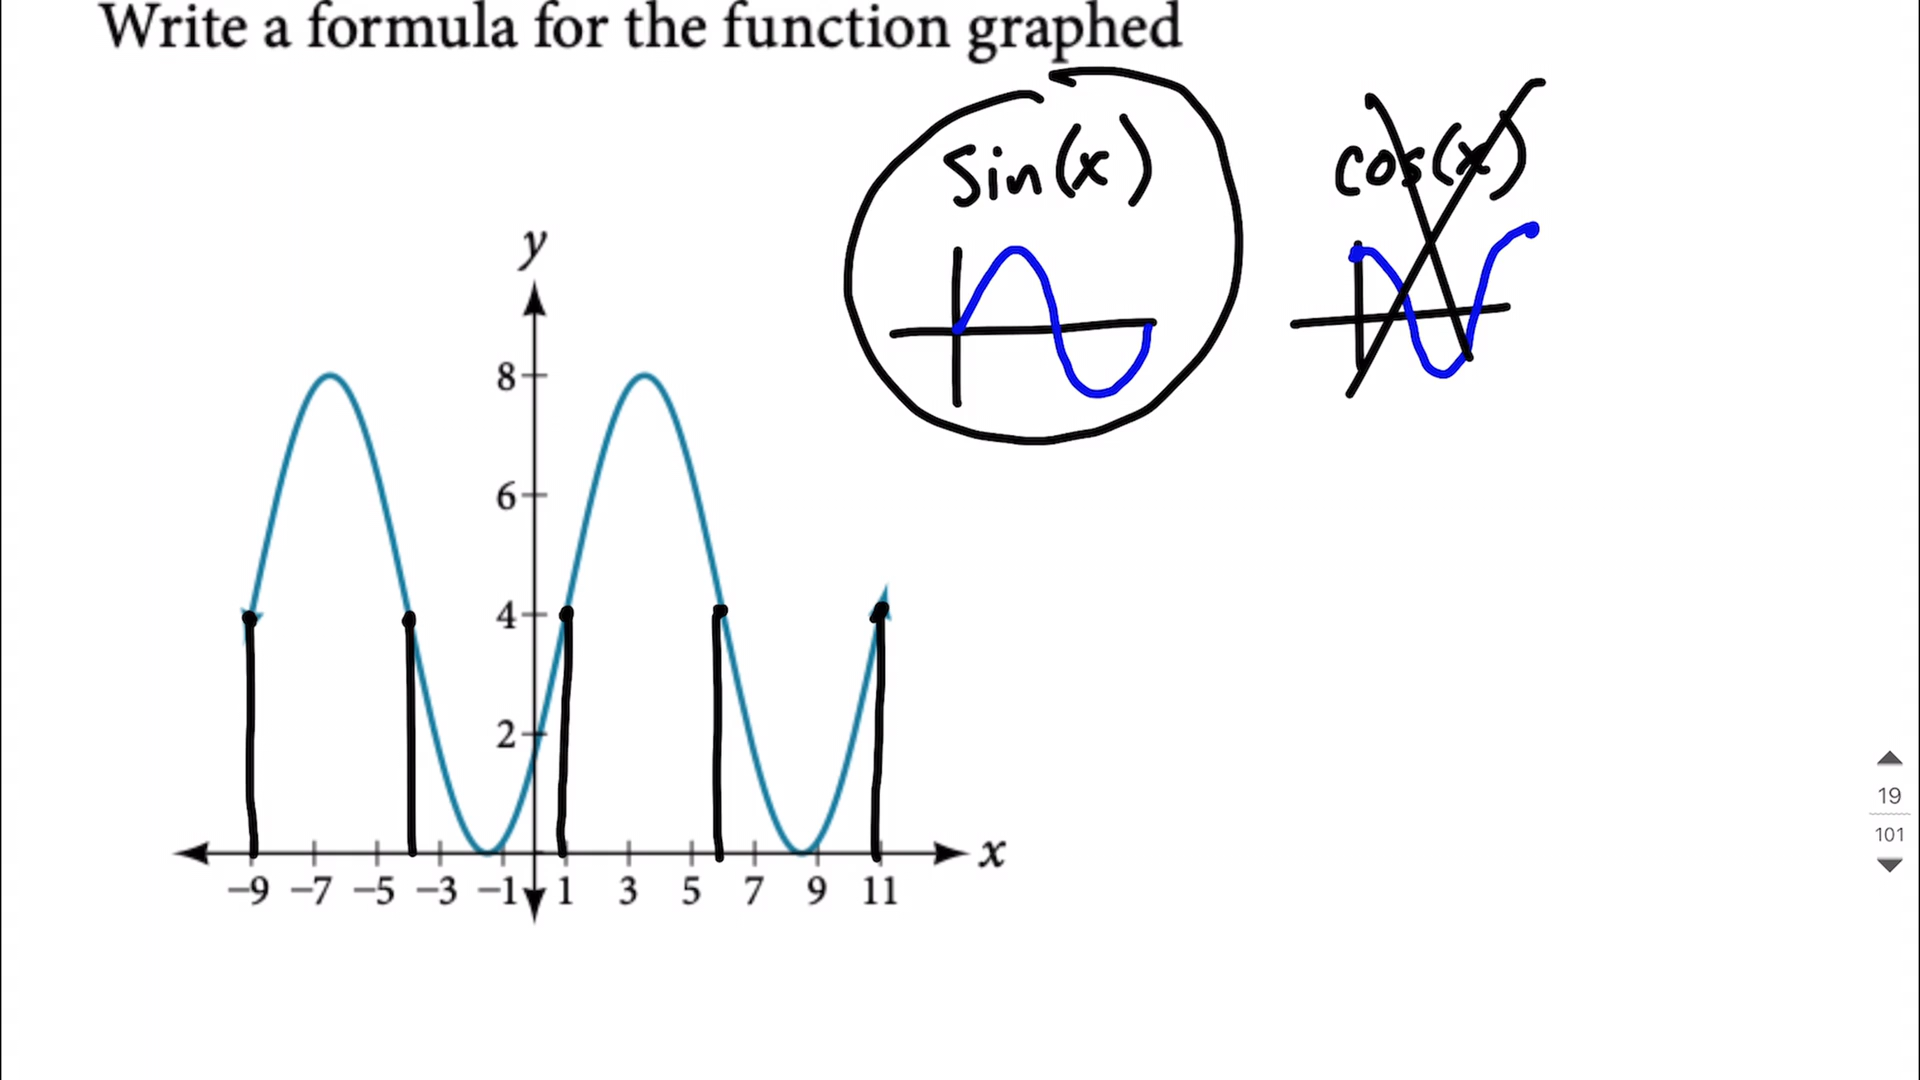 Write a formula for the function graphed
sin(x) cos(x)
y
8
6
4
2
x
−9 −7 −5 −3 −1 1 3 5 7 9 11
19
101